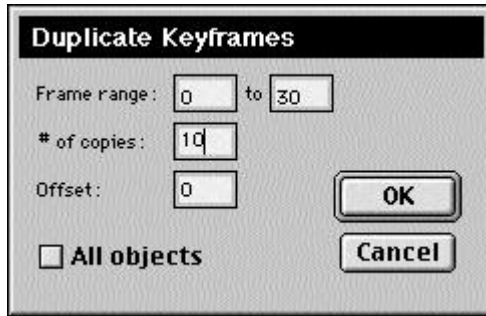 Duplicate Keyframes
Frame range: 0 to 30
# of copies: 10
Offset: 0
OK
All objects
Cancel